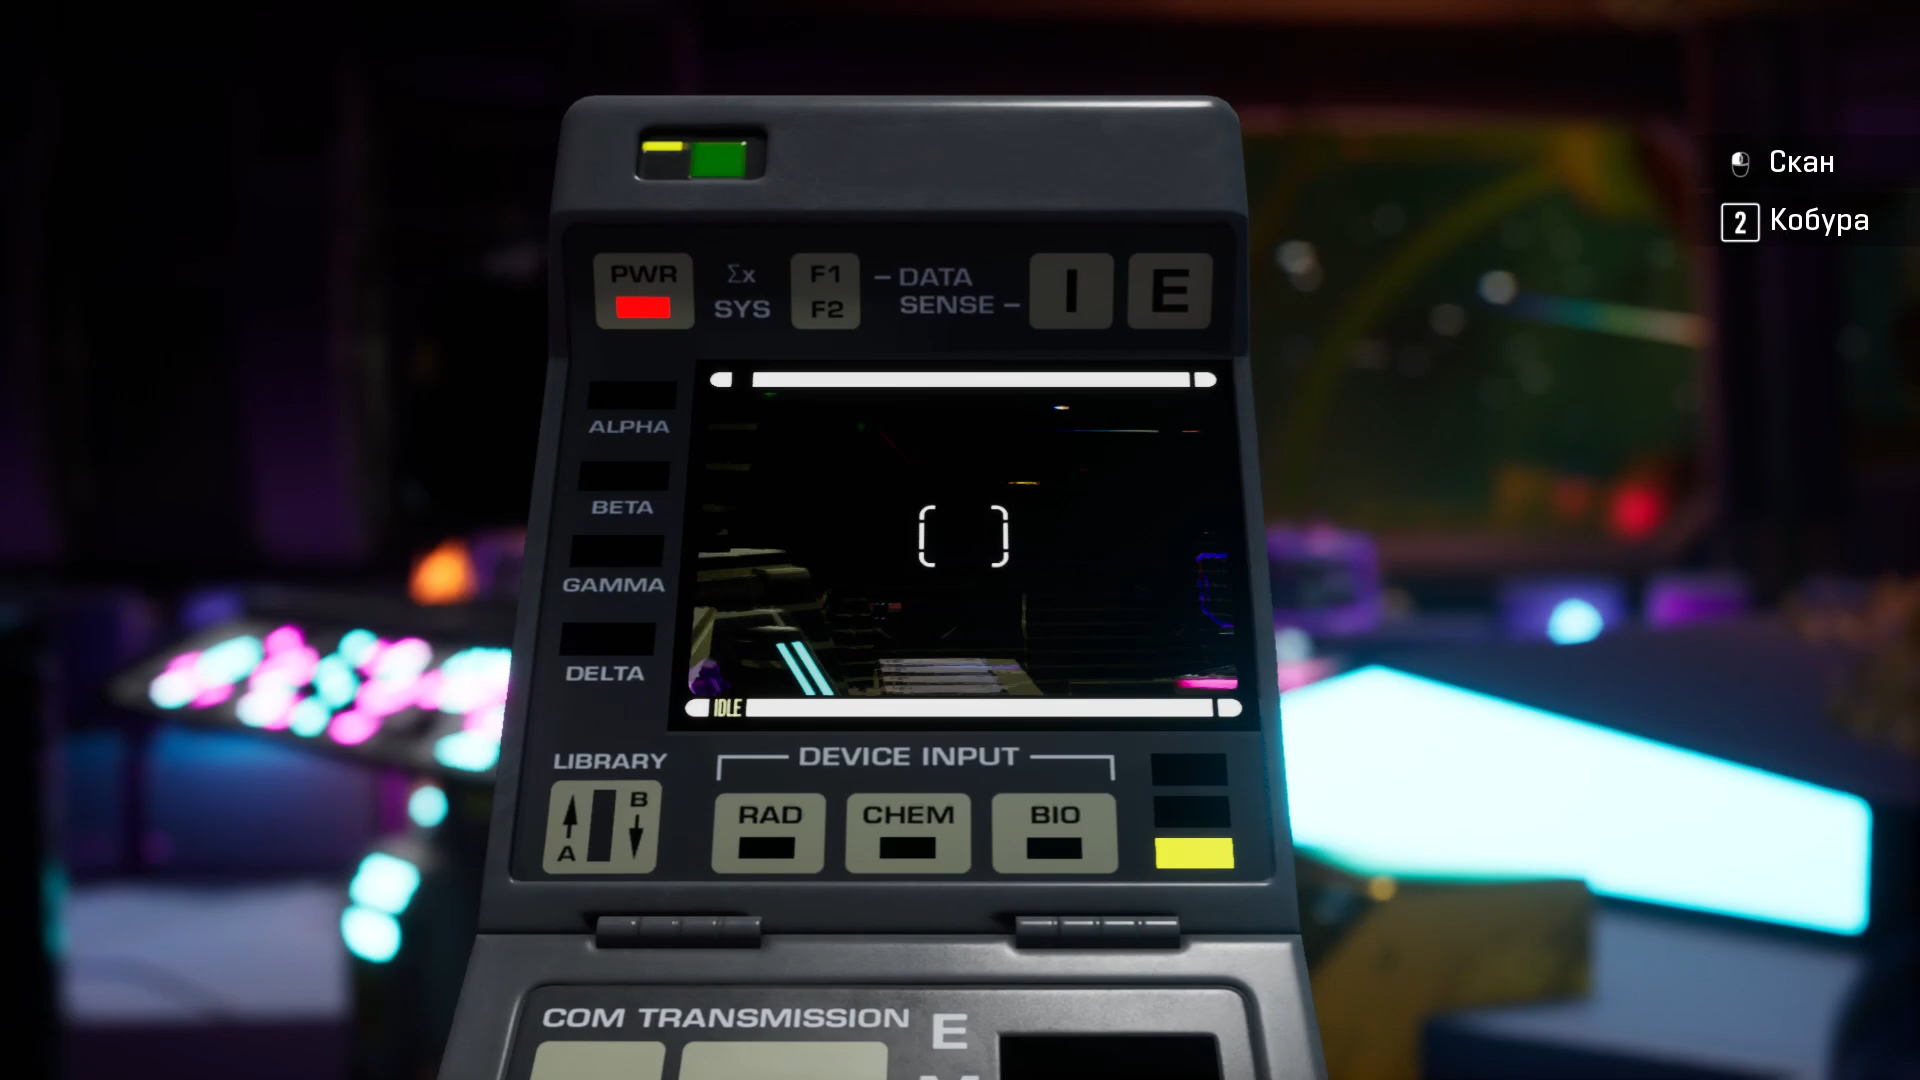 Скан
2 Кобура
PWR
Σx
SYS
F1
F2
– DATA
SENSE –
I
E
ALPHA
BETA
GAMMA
DELTA
IDLE
LIBRARY
A
B
DEVICE INPUT
RAD
CHEM
BIO
COM TRANSMISSION
E